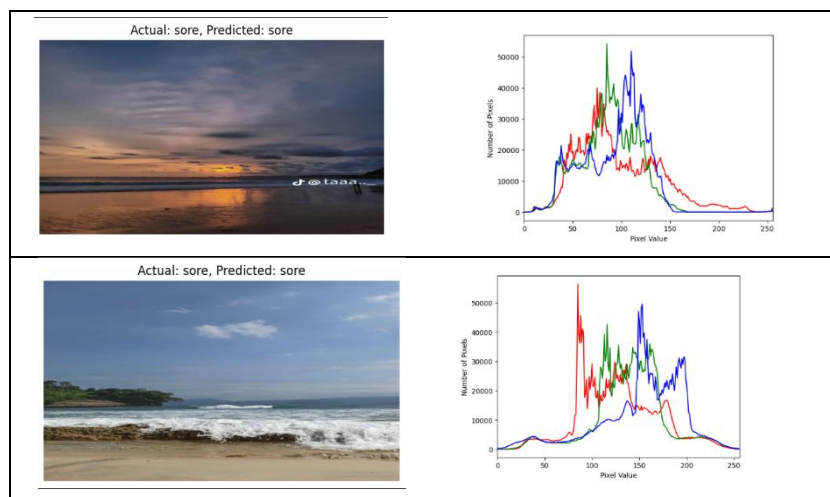 Actual: sore, Predicted: sore
@taaa
50000
40000
30000
20000
10000
0
Number of Pixels
0 50 100 150 200 250
Pixel Value
Actual: sore, Predicted: sore
50000
40000
30000
20000
10000
0
Number of Pixels
0 50 100 150 200 250
Pixel Value